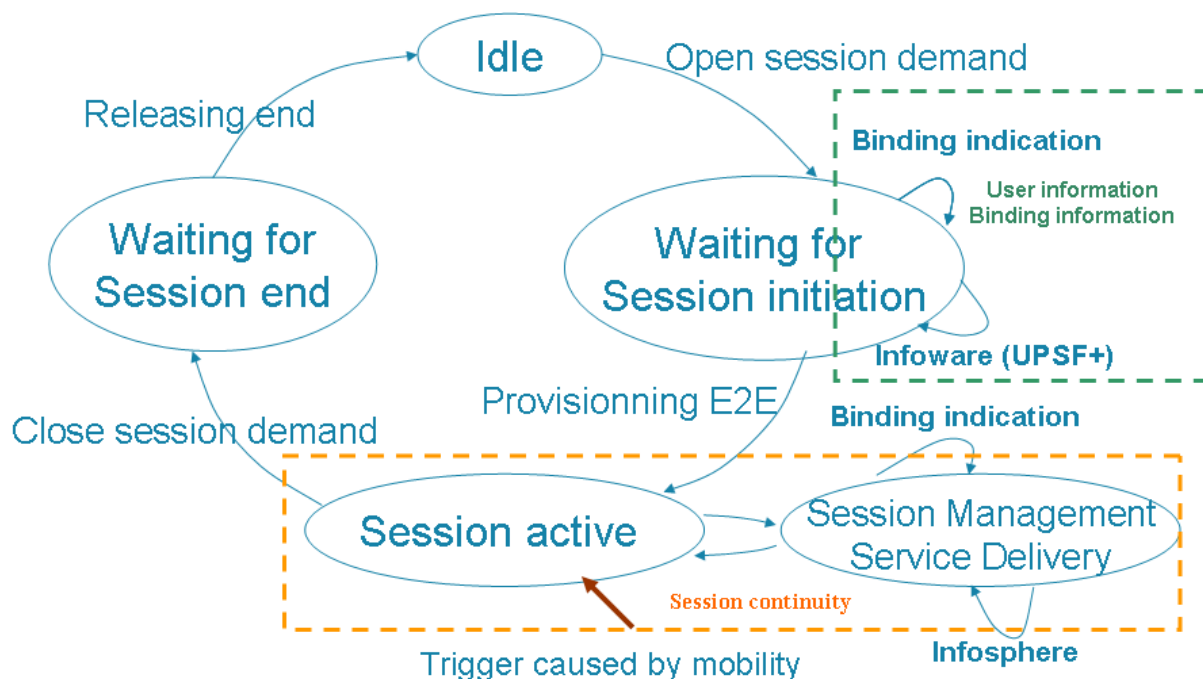 Idle
Open session demand
Releasing end
Binding indication
User information
Binding information
Waiting for
Session end
Waiting for
Session initiation
Infoware (UPSF+)
Provisionning E2E
Close session demand
Binding indication
Session active
Session Management
Service Delivery
Session continuity
Trigger caused by mobility
Infosphere